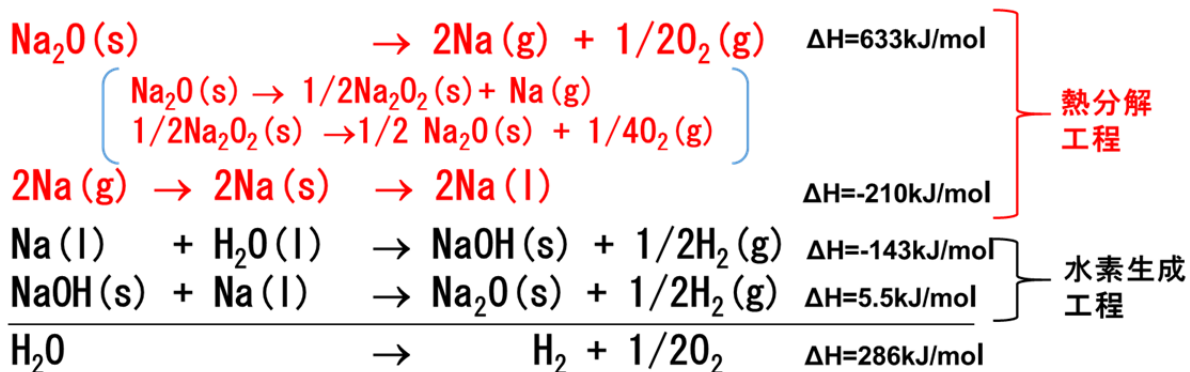 Na₂O(s) → 2Na(g) + 1/2O₂(g) ΔH=633kJ/mol
Na₂O(s) → 1/2Na₂O₂(s)+ Na(g)
1/2Na₂O₂(s) →1/2 Na₂O(s) + 1/4O₂(g)
熱分解
工程
2Na(g) → 2Na(s) → 2Na(l) ΔH=-210kJ/mol
Na(l) + H₂O(l) → NaOH(s) + 1/2H₂(g) ΔH=-143kJ/mol
NaOH(s) + Na(l) → Na₂O(s) + 1/2H₂(g) ΔH=5.5kJ/mol
水素生成
工程
H₂O → H₂ + 1/2O₂ ΔH=286kJ/mol